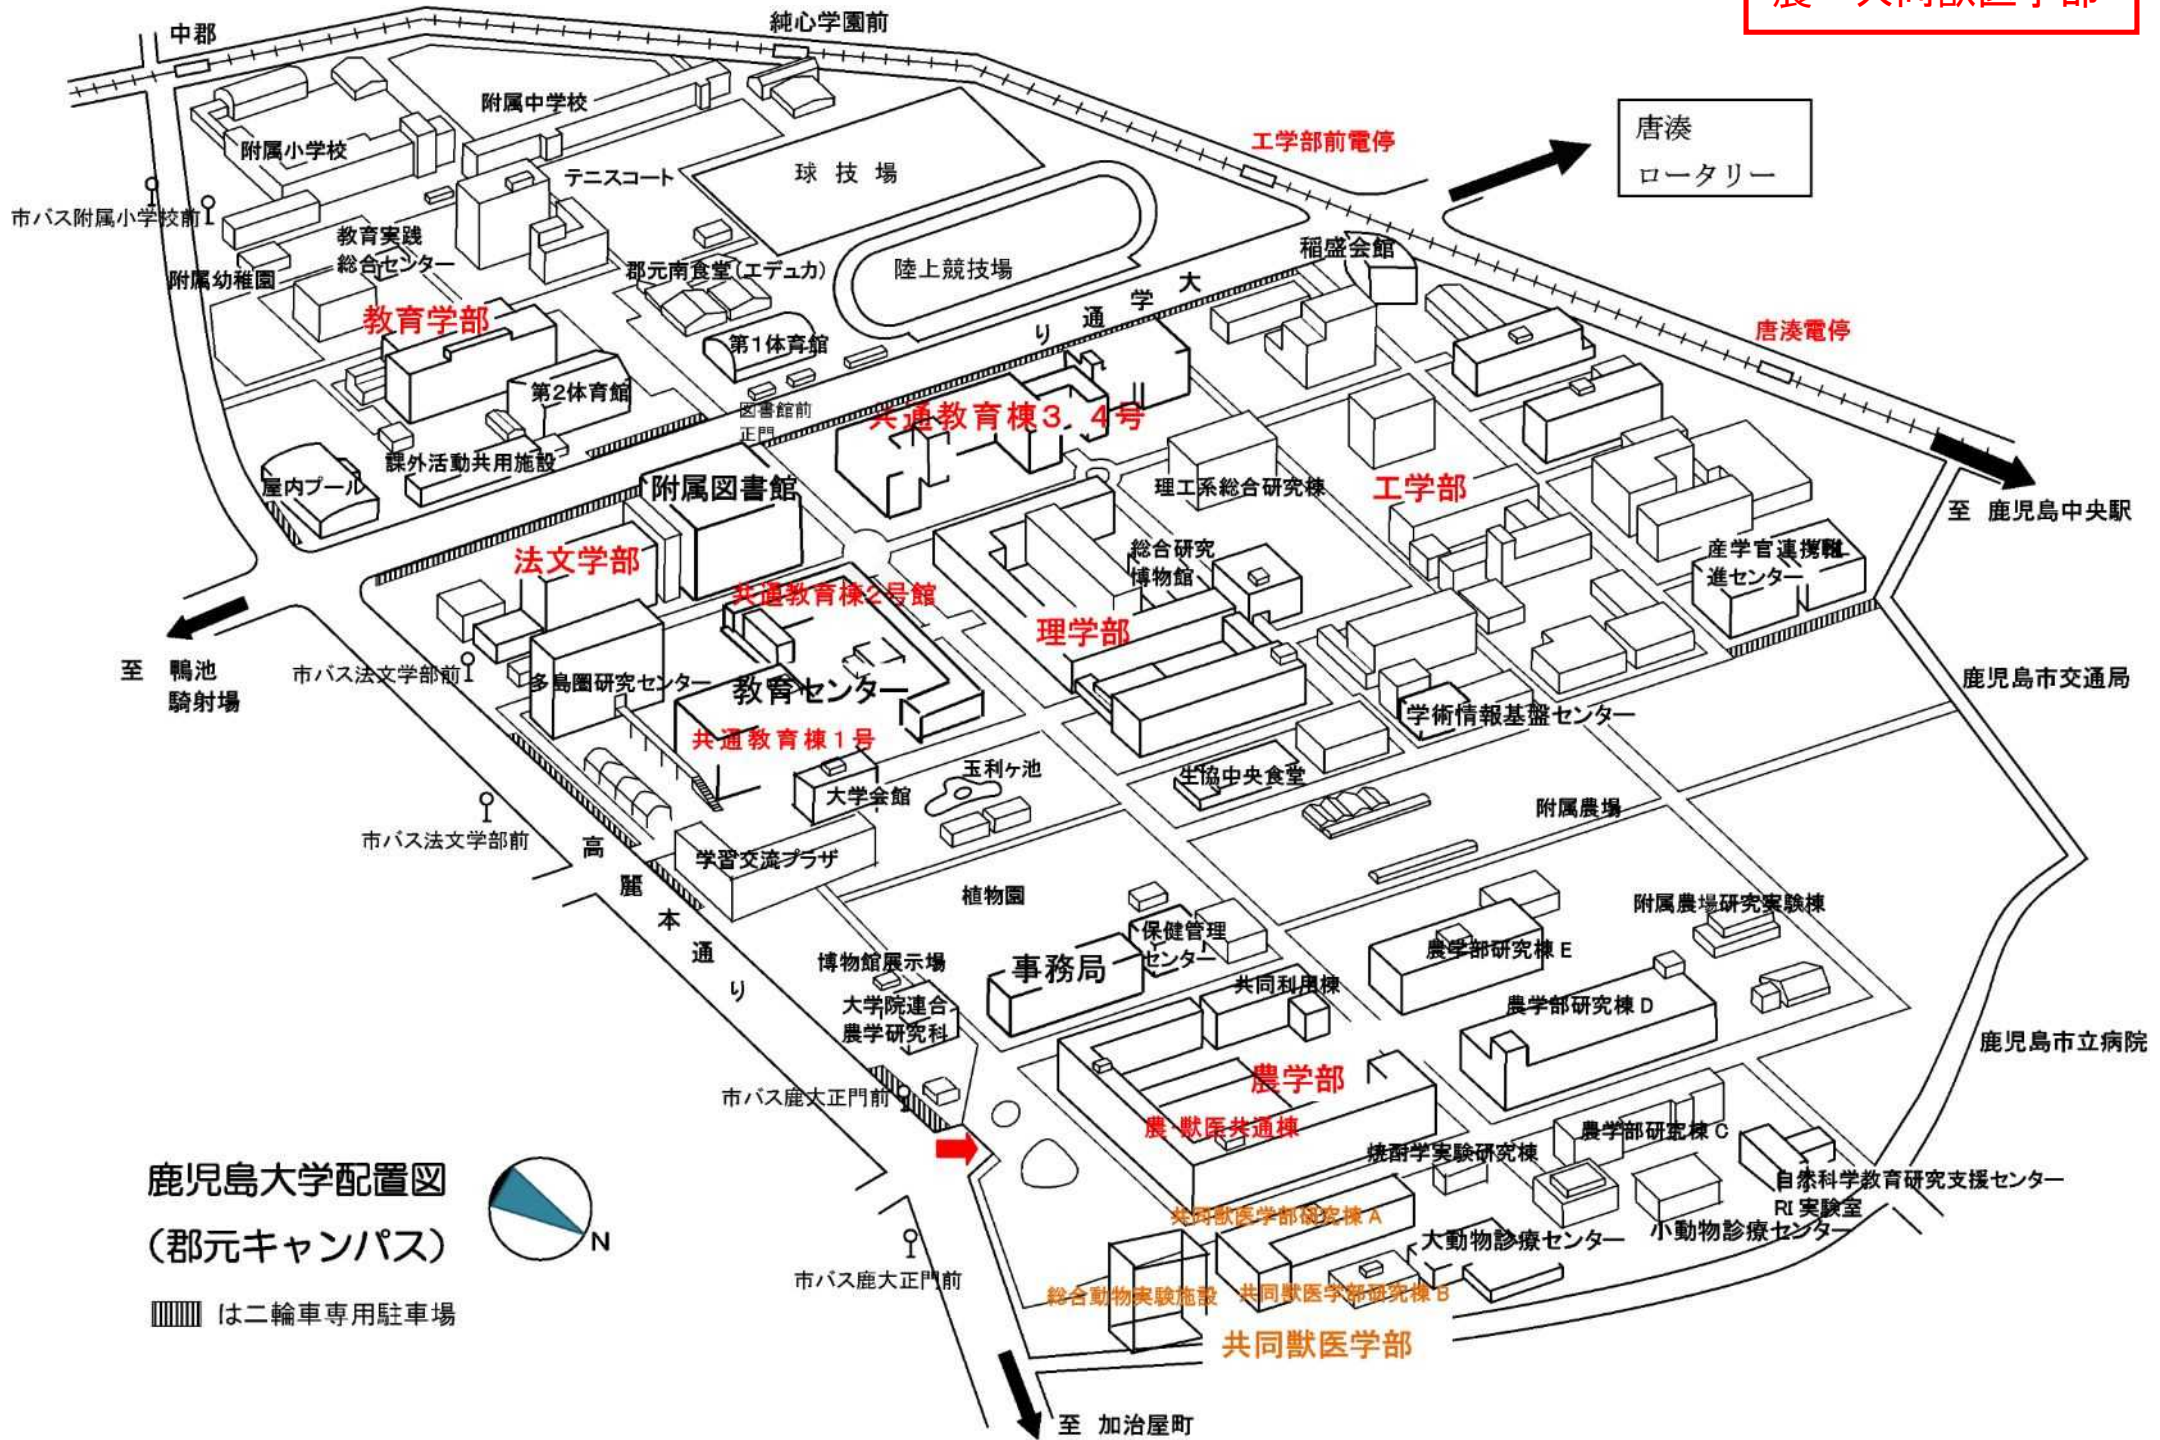 共同獣医学部
中郡
純心学園前
附属中学校
工学部前電停
唐湊
ロータリー
附属小学校
テニスコート
球技場
市バス附属小学校前
教育実践
総合センター
稲盛会館
附属幼稚園
郡元南食堂(エデュカ)
陸上競技場
大学通り
教育学部
第1体育館
唐湊電停
第2体育館
図書館前
正門
共通教育棟3．4号
課外活動共用施設
屋内プール
附属図書館
理工系総合研究棟
工学部
至 鹿児島中央駅
法文学部
総合研究
博物館
産学官連携推
進センター
共通教育棟2号館
理学部
至 鴨池
騎射場
市バス法文学部前
多島圏研究センター
教育センター
鹿児島市交通局
共通教育棟1号
学術情報基盤センター
玉利ヶ池
生協中央食堂
大学会館
附属農場
市バス法文学部前
高麗本通り
学習交流プラザ
植物園
附属農場研究実験棟
保健管理
センター
農学部研究棟E
博物館展示場
事務局
共同利用棟
大学院連合
農学研究科
農学部研究棟D
鹿児島市立病院
農学部
市バス鹿大正門前
農・獣医共通棟
農学部研究棟C
焼酎学実験研究棟
鹿児島大学配置図
(郡元キャンパス)
N
自然科学教育研究支援センター
RI実験室
共同獣医学部研究棟A
大動物診療センター
小動物診療センター
市バス鹿大正門前
総合動物実験施設
共同獣医学部研究棟B
は二輪車専用駐車場
共同獣医学部
至 加治屋町